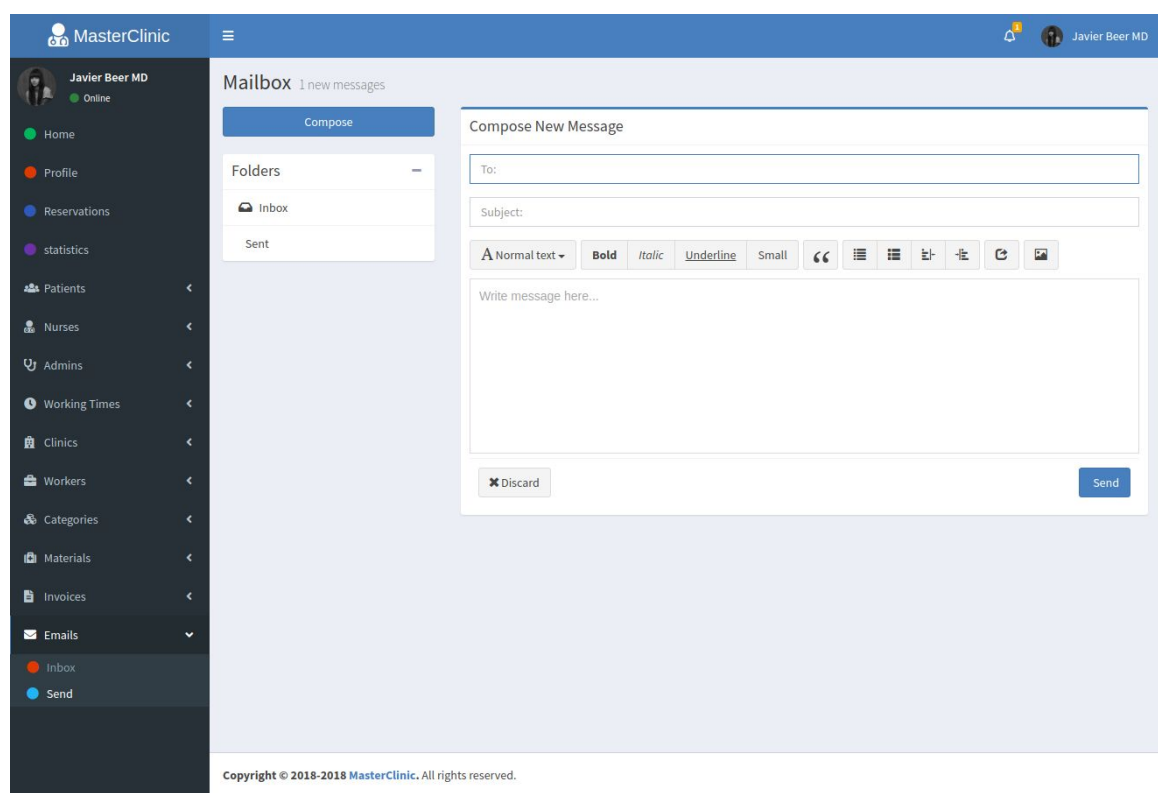 MasterClinic
1
Javier Beer MD
Javier Beer MD
Online
Home
Profile
Reservations
statistics
Patients
Nurses
Admins
Working Times
Clinics
Workers
Categories
Materials
Invoices
Emails
Inbox
Send
Mailbox 1 new messages
Compose
Folders
Inbox
Sent
Compose New Message
To:
Subject:
A Normal text Bold Italic Underline Small
Write message here...
Discard
Send
Copyright © 2018-2018 MasterClinic. All rights reserved.